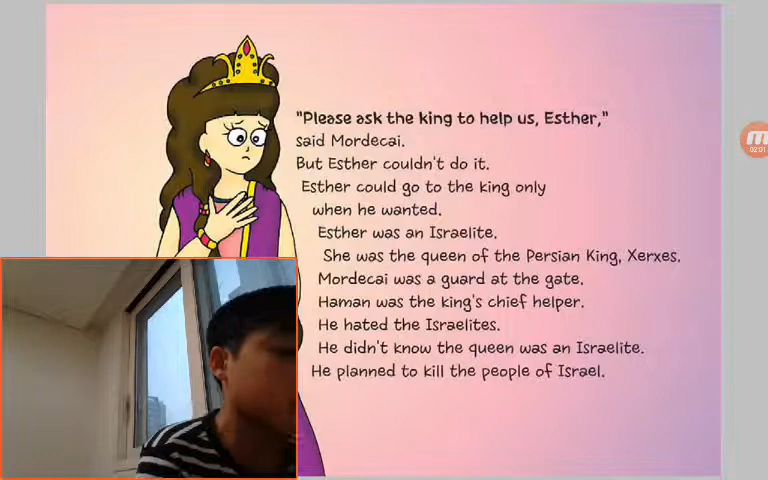 "Please ask the king to help us, Esther,"
said Mordecai.
But Esther couldn't do it.
Esther could go to the king only
when he wanted.
Esther was an Israelite.
She was the queen of the Persian King, Xerxes.
Mordecai was a guard at the gate.
Haman was the king's chief helper.
He hated the Israelites.
He didn't know the queen was an Israelite.
He planned to kill the people of Israel.
02:01